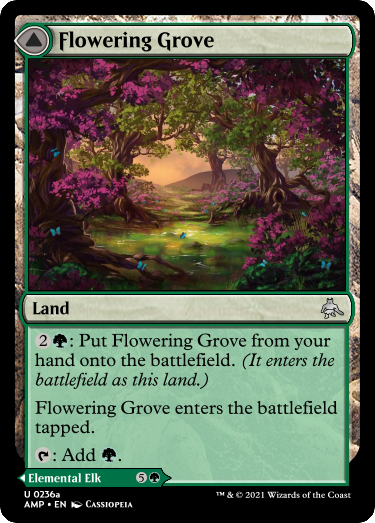 Flowering Grove
Land
2 : Put Flowering Grove from your
hand onto the battlefield. (It enters the
battlefield as this land.)
Flowering Grove enters the battlefield
tapped.
: Add .
Elemental Elk 5
U 0236a
AMP • EN Cassiopeia
™ & © 2021 Wizards of the Coast